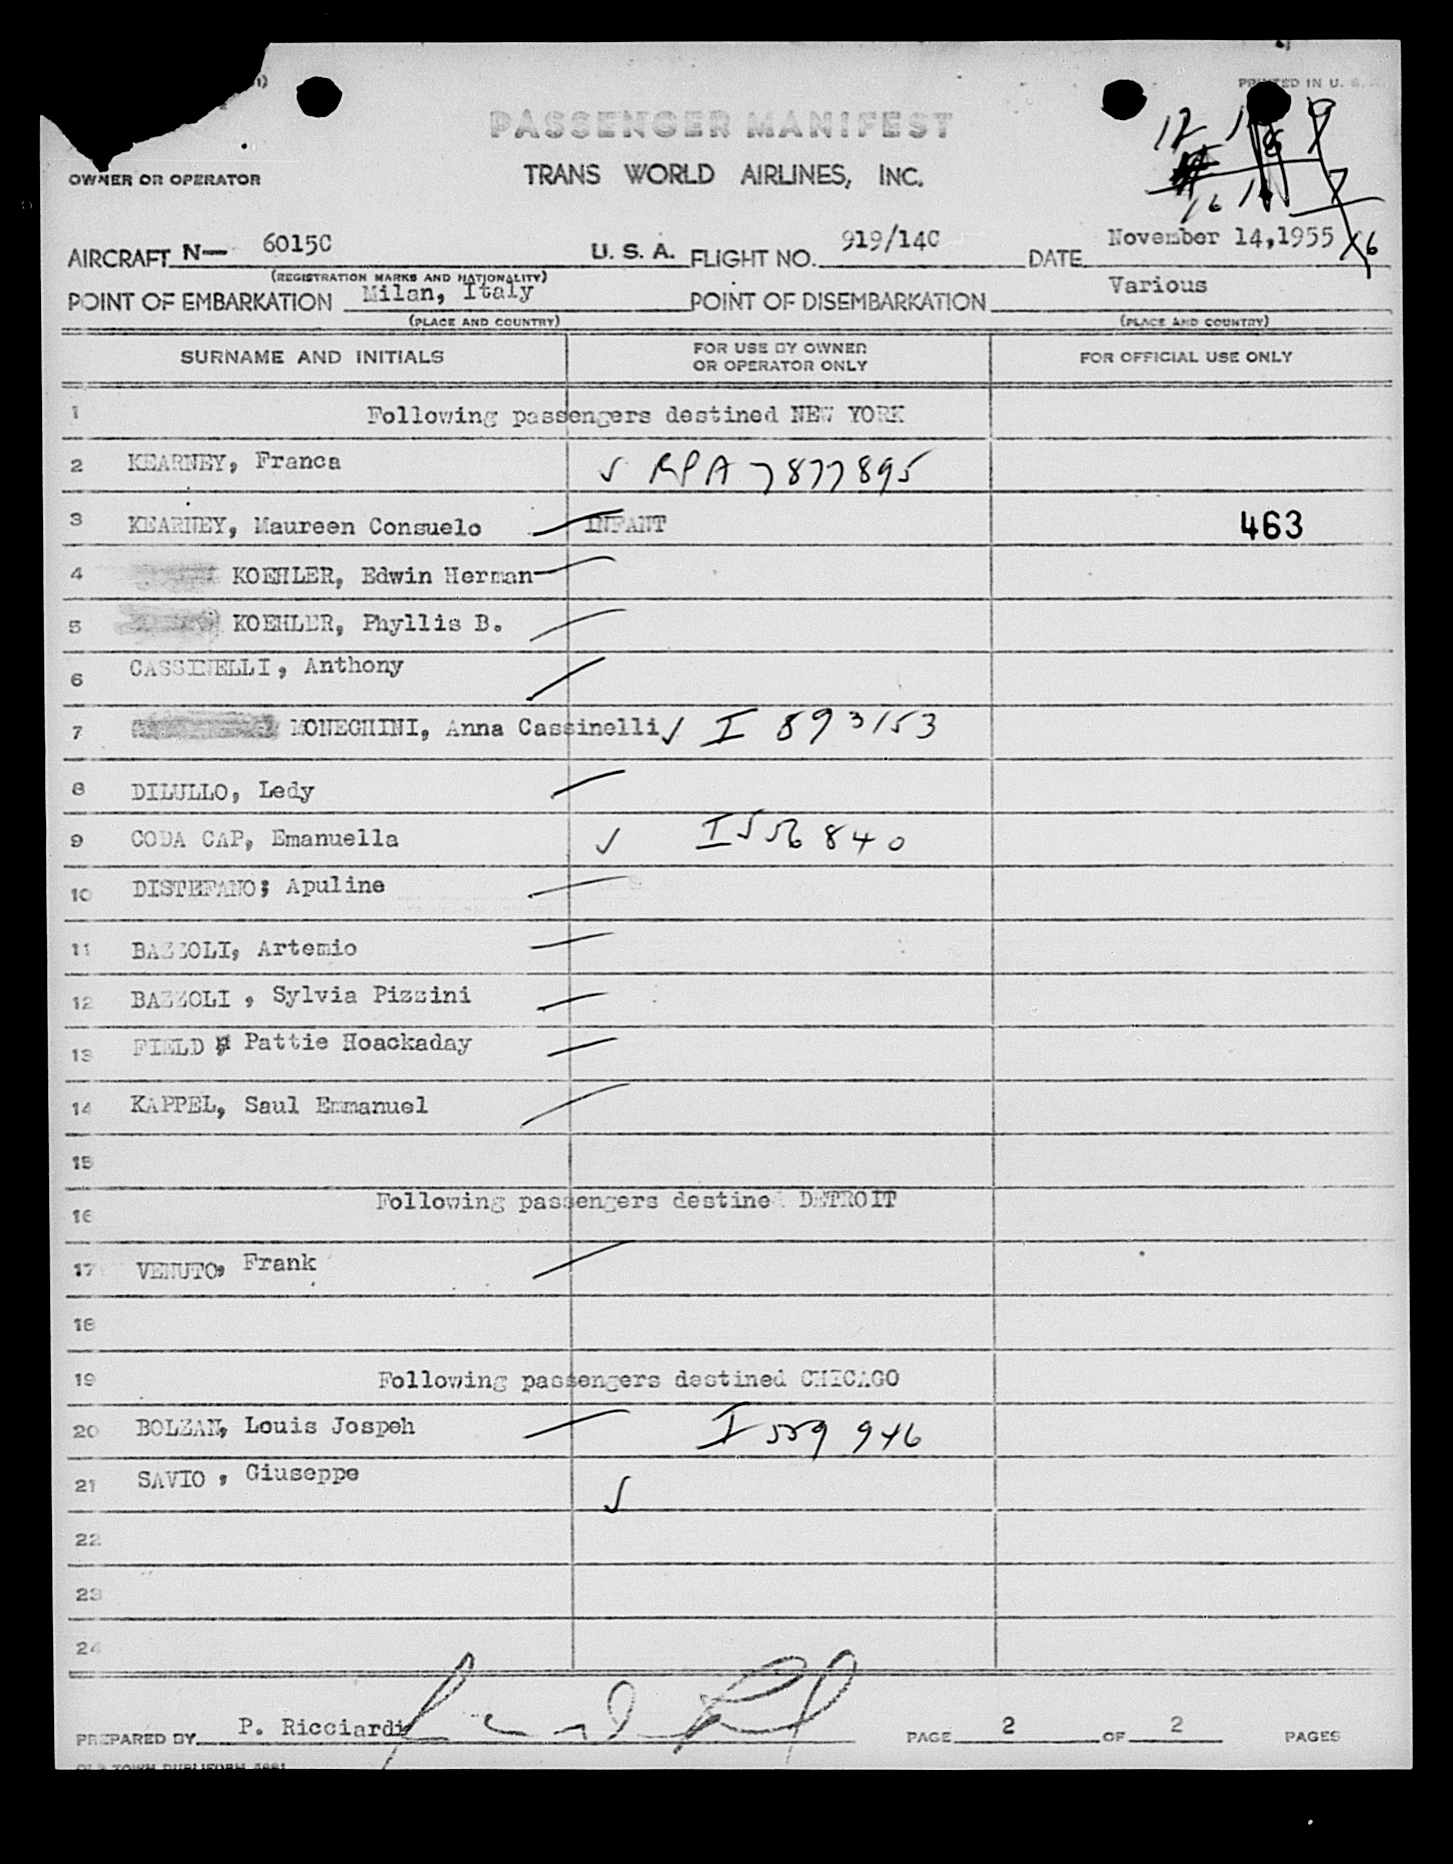 PRINTED IN U. S. A.
PASSENGER MANIFEST
OWNER OR OPERATOR
TRANS WORLD AIRLINES, INC.
AIRCRAFT N— 6015C U. S. A. FLIGHT NO. 919/14C DATE November 14,1955
(REGISTRATION MARKS AND NATIONALITY)
POINT OF EMBARKATION Milan, Italy POINT OF DISEMBARKATION Various
(PLACE AND COUNTRY) (PLACE AND COUNTRY)
SURNAME AND INITIALS FOR USE BY OWNER OR OPERATOR ONLY FOR OFFICIAL USE ONLY
1 Following passengers destined NEW YORK
2 KEARNEY, Franca ✓ RPA 7877895
3 KEARNEY, Maureen Consuelo INFANT 463
4 KOEHLER, Edwin Herman
5 KOEHLER, Phyllis B.
6 CASSINELLI, Anthony
7 MONEGHINI, Anna Cassinelli ✓ I 893153
8 DILULLO, Ledy
9 CODA CAP, Emanuella ✓ I 556840
10 DISTEFANO; Apuline
11 BAZZOLI, Artemio
12 BAZZOLI , Sylvia Pizzini
13 FIELD Pattie Hoackaday
14 KAPPEL, Saul Emmanuel
15
16 Following passengers destined DETROIT
17 VENUTO, Frank
18
19 Following passengers destined CHICAGO
20 BOLZAN, Louis Jospeh I 559 946
21 SAVIO , Giuseppe ✓
22
23
24
PREPARED BY P. Ricciardi PAGE 2 OF 2 PAGES